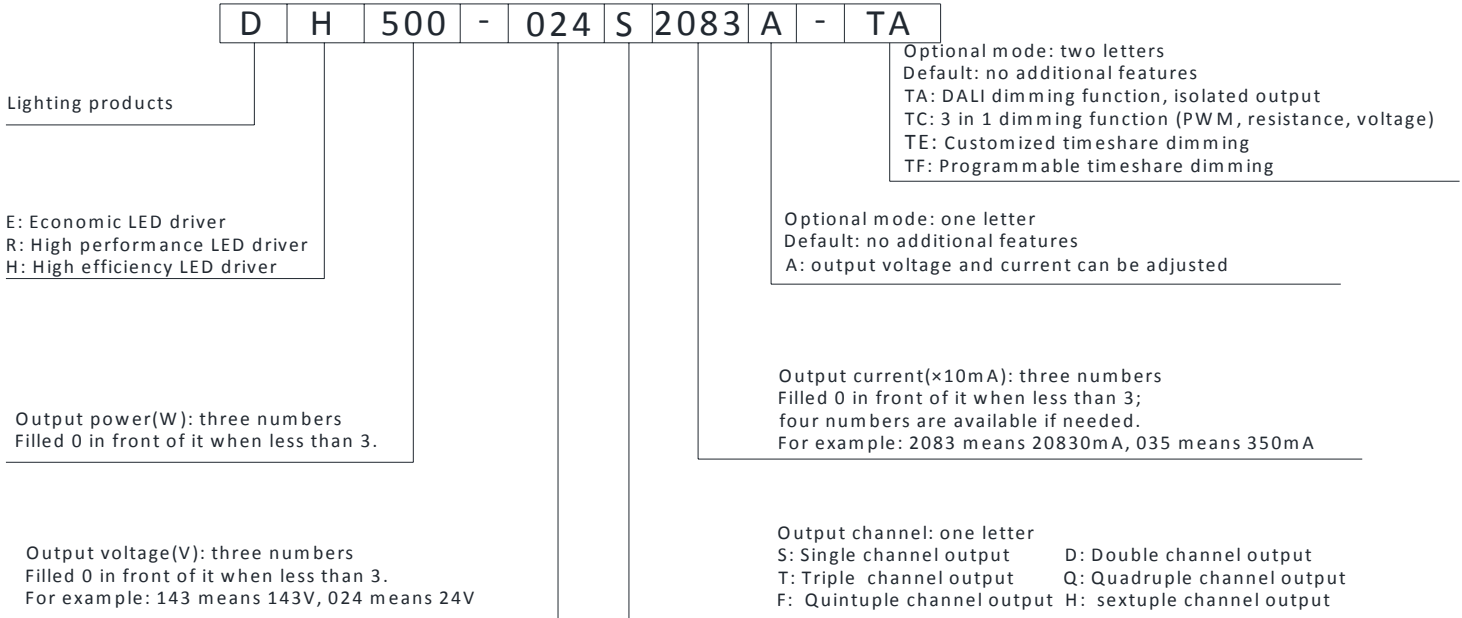 D H 500 - 024 S 2083 A - TA
Optional mode: two letters
Default: no additional features
TA: DALI dimming function, isolated output
TC: 3 in 1 dimming function (PWM, resistance, voltage)
TE: Customized timeshare dimming
TF: Programmable timeshare dimming
Lighting products
E: Economic LED driver
R: High performance LED driver
H: High efficiency LED driver
Optional mode: one letter
Default: no additional features
A: output voltage and current can be adjusted
Output power(W): three numbers
Filled 0 in front of it when less than 3.
Output current(×10mA): three numbers
Filled 0 in front of it when less than 3;
four numbers are available if needed.
For example: 2083 means 20830mA, 035 means 350mA
Output voltage(V): three numbers
Filled 0 in front of it when less than 3.
For example: 143 means 143V, 024 means 24V
Output channel: one letter
S: Single channel output D: Double channel output
T: Triple channel output Q: Quadruple channel output
F: Quintuple channel output H: sextuple channel output